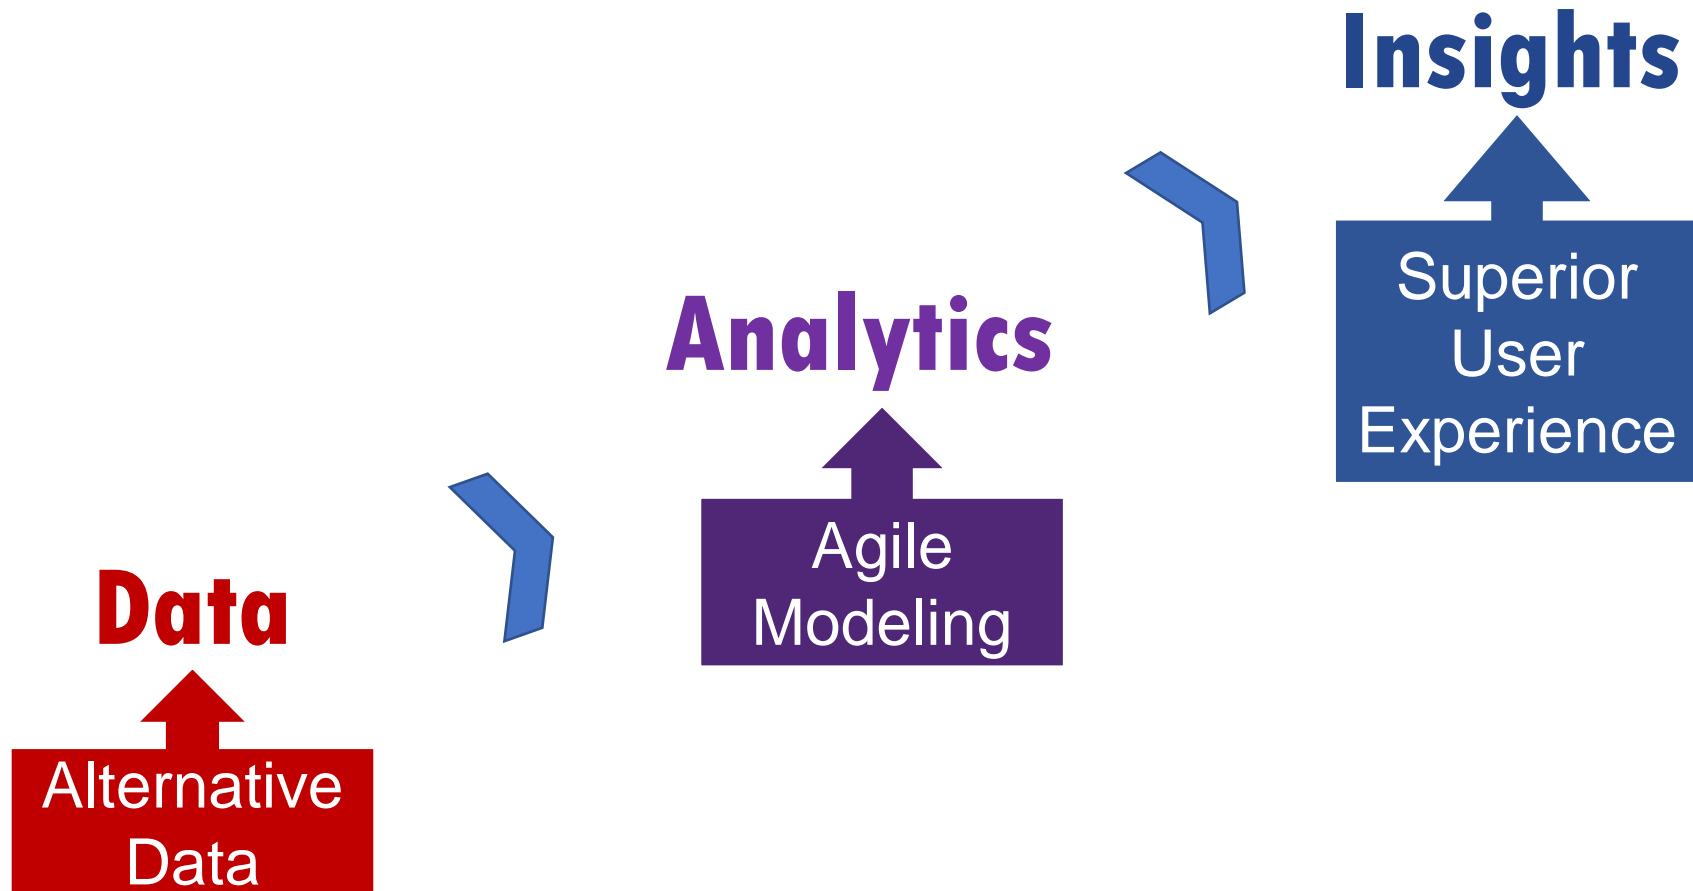 Data
Alternative
Data
Analytics
Agile
Modeling
Insights
Superior
User
Experience